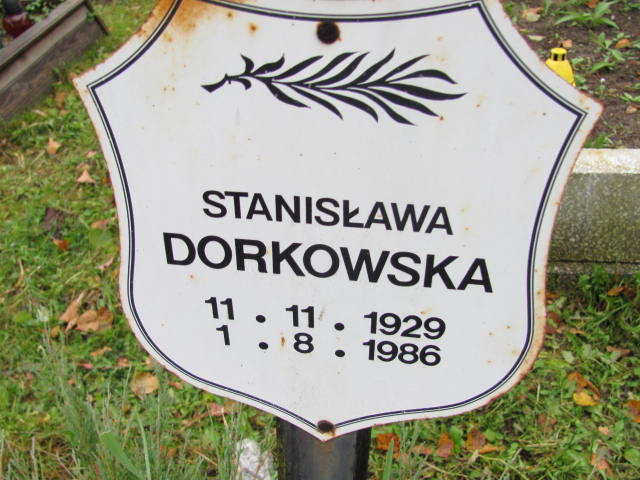 STANISŁAWA
DORKOWSKA
11 . 11 . 1929
1 . 8 . 1986